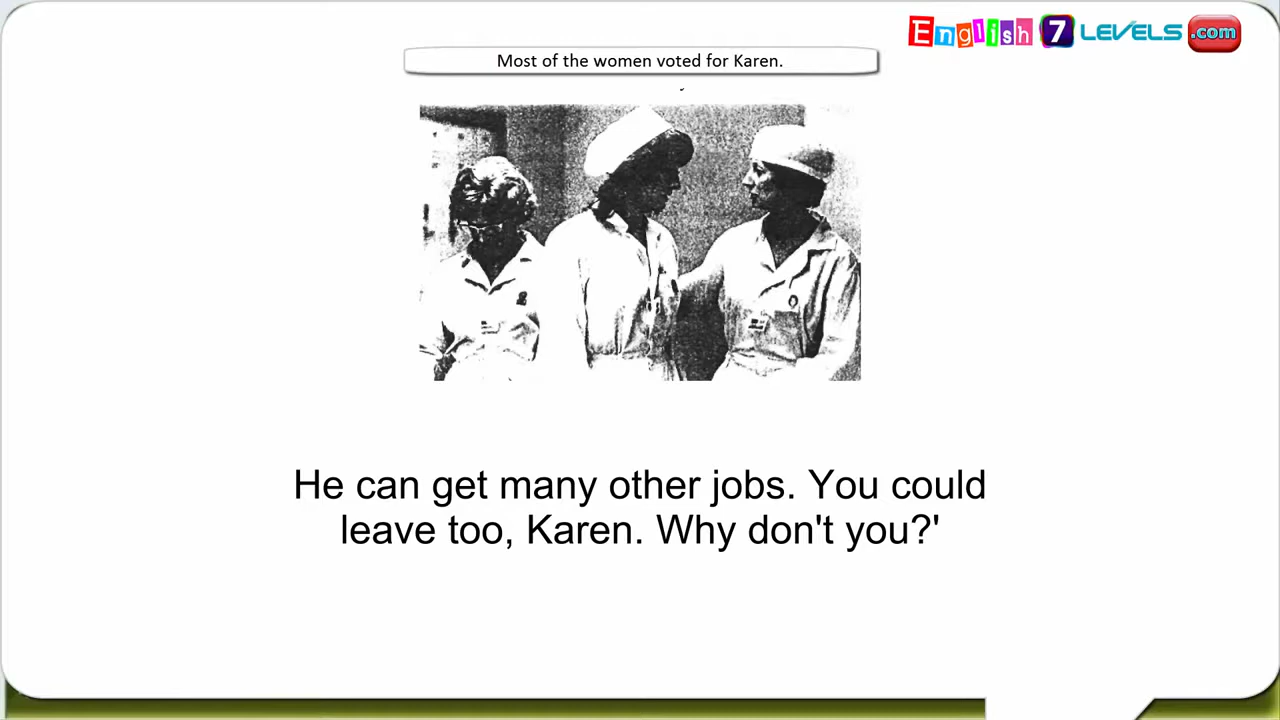 English 7 LEVELS .com
Most of the women voted for Karen.
He can get many other jobs. You could
leave too, Karen. Why don't you?'